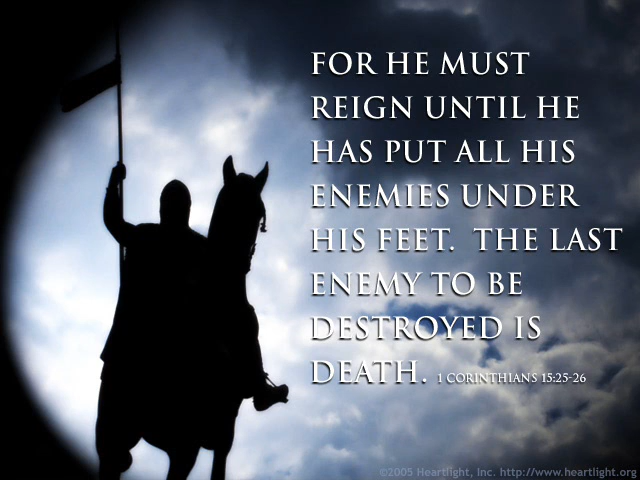 FOR HE MUST
REIGN UNTIL HE
HAS PUT ALL HIS
ENEMIES UNDER
HIS FEET. THE LAST
ENEMY TO BE
DESTROYED IS
DEATH. 1 CORINTHIANS 15:25-26
©2005 Heartlight, Inc. http://www.heartlight.org